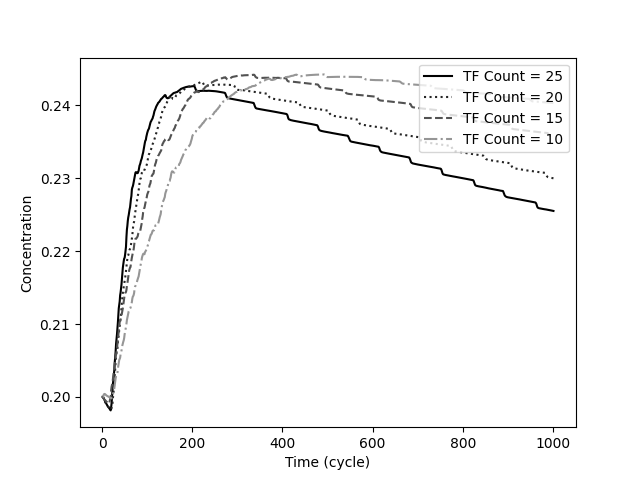 TF Count = 25
TF Count = 20
TF Count = 15
TF Count = 10
0.24
0.23
0.22
0.21
0.20
Concentration
0 200 400 600 800 1000
Time (cycle)